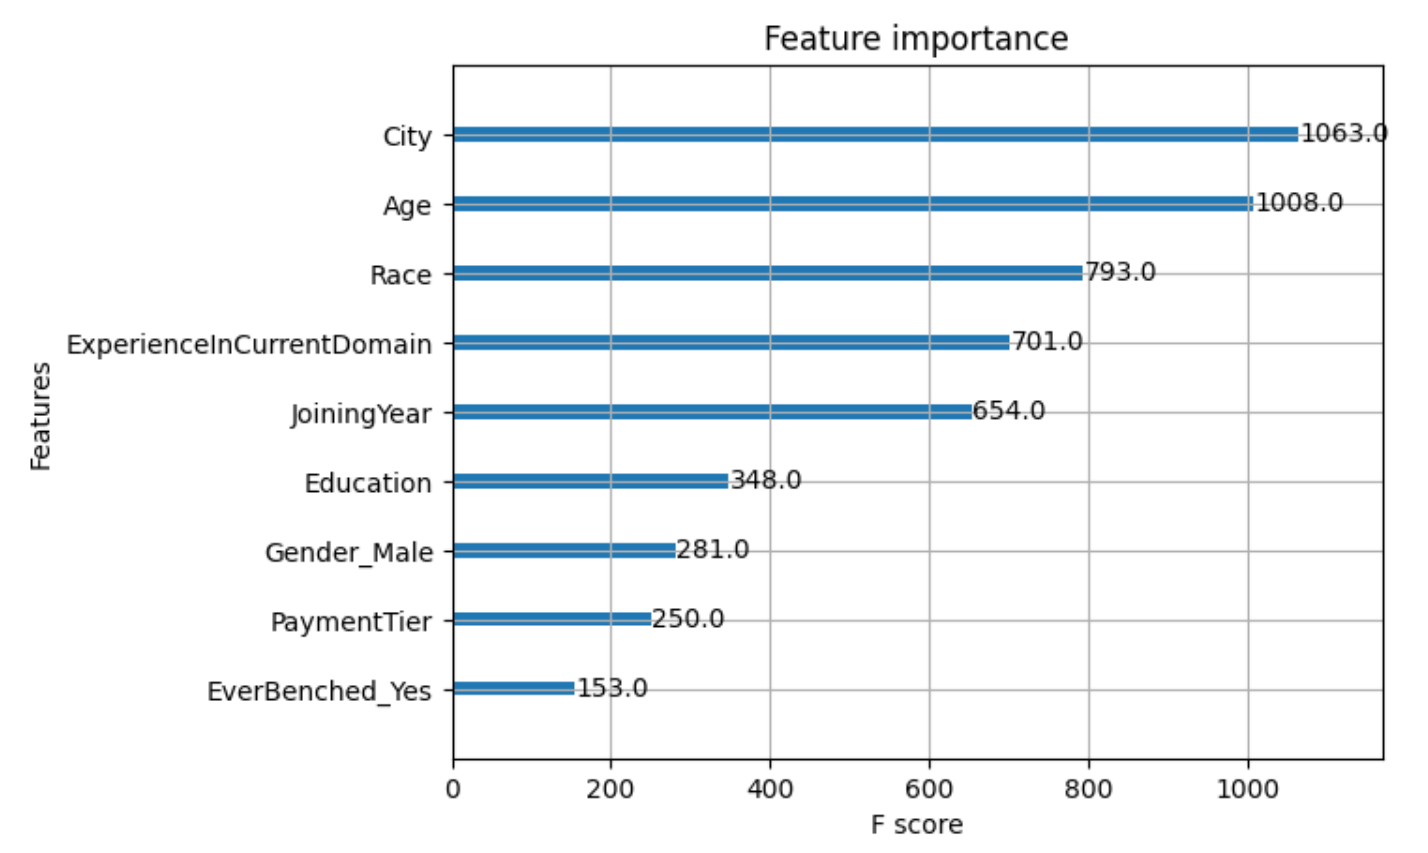 Feature importance
City 1063.0
Age 1008.0
Race 793.0
ExperienceInCurrentDomain 701.0
JoiningYear 654.0
Education 348.0
Gender_Male 281.0
PaymentTier 250.0
EverBenched_Yes 153.0
Features
0 200 400 600 800 1000
F score